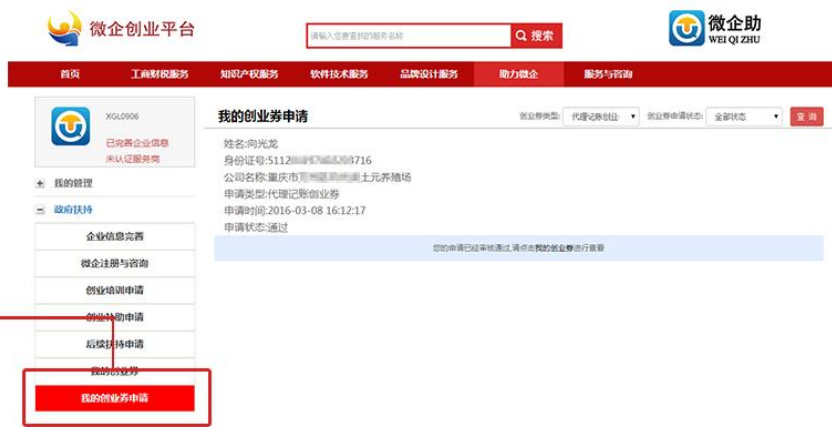 微企创业平台
请输入您要查找的服务名称
搜索
微企助
WEI QI ZHU
首页 工商财税服务 知识产权服务 软件技术服务 品牌设计服务 助力微企 服务与咨询
XGL0906
已完善企业信息
未认证服务商
我的管理
政府扶持
企业信息完善
微企注册与咨询
创业培训申请
创业补助申请
后续扶持申请
我的创业券
我的创业券申请
我的创业券申请
创业券类型: 代理记账创业 创业券申请状态: 全部状态 查询
姓名:向光龙
身份证号:5112 3716
公司名称:重庆市 土元养殖场
申请类型:代理记账创业券
申请时间:2016-03-08 16:12:17
申请状态:通过
您的申请已经审核通过,请点击我的创业券进行查看